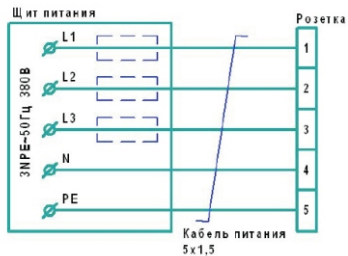 Щит питания
Розетка
3NPE~50Гц 380В
L1
1
L2
2
L3
3
N
4
PE
5
Кабель питания
5x1,5